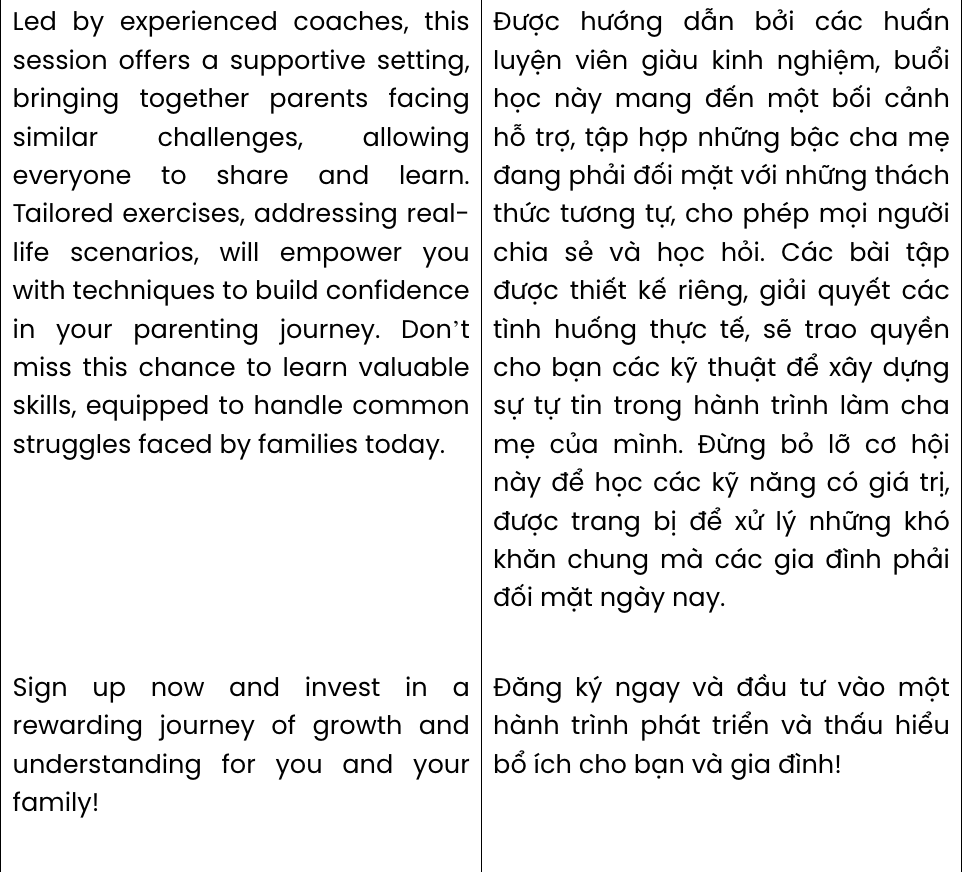 Led by experienced coaches, this
session offers a supportive setting,
bringing together parents facing
similar challenges, allowing
everyone to share and learn.
Tailored exercises, addressing real-
life scenarios, will empower you
with techniques to build confidence
in your parenting journey. Don't
miss this chance to learn valuable
skills, equipped to handle common
struggles faced by families today.
Sign up now and invest in a
rewarding journey of growth and
understanding for you and your
family!
Được hướng dẫn bởi các huấn
luyện viên giàu kinh nghiệm, buổi
học này mang đến một bối cảnh
hỗ trợ, tập hợp những bậc cha mẹ
đang phải đối mặt với những thách
thức tương tự, cho phép mọi người
chia sẻ và học hỏi. Các bài tập
được thiết kế riêng, giải quyết các
tình huống thực tế, sẽ trao quyền
cho bạn các kỹ thuật để xây dựng
sự tự tin trong hành trình làm cha
mẹ của mình. Đừng bỏ lỡ cơ hội
này để học các kỹ năng có giá trị,
được trang bị để xử lý những khó
khăn chung mà các gia đình phải
đối mặt ngày nay.
Đăng ký ngay và đầu tư vào một
hành trình phát triển và thấu hiểu
bổ ích cho bạn và gia đình!